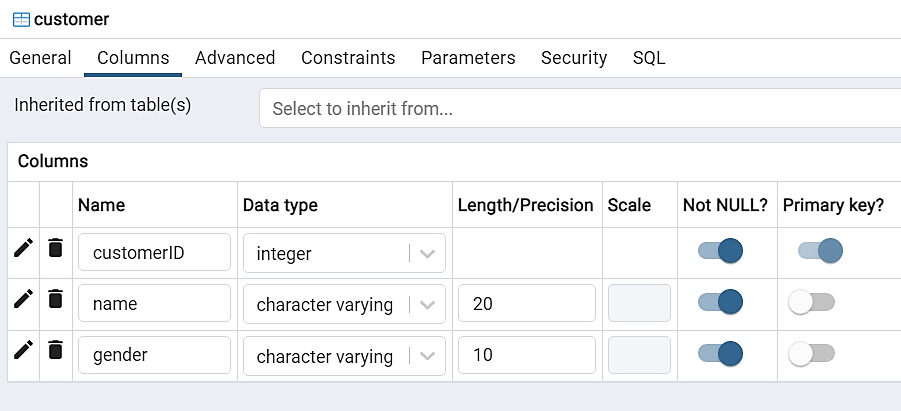 customer
General Columns Advanced Constraints Parameters Security SQL
Inherited from table(s) Select to inherit from...
Columns
Name Data type Length/Precision Scale Not NULL? Primary key?
customerID integer
name character varying 20
gender character varying 10